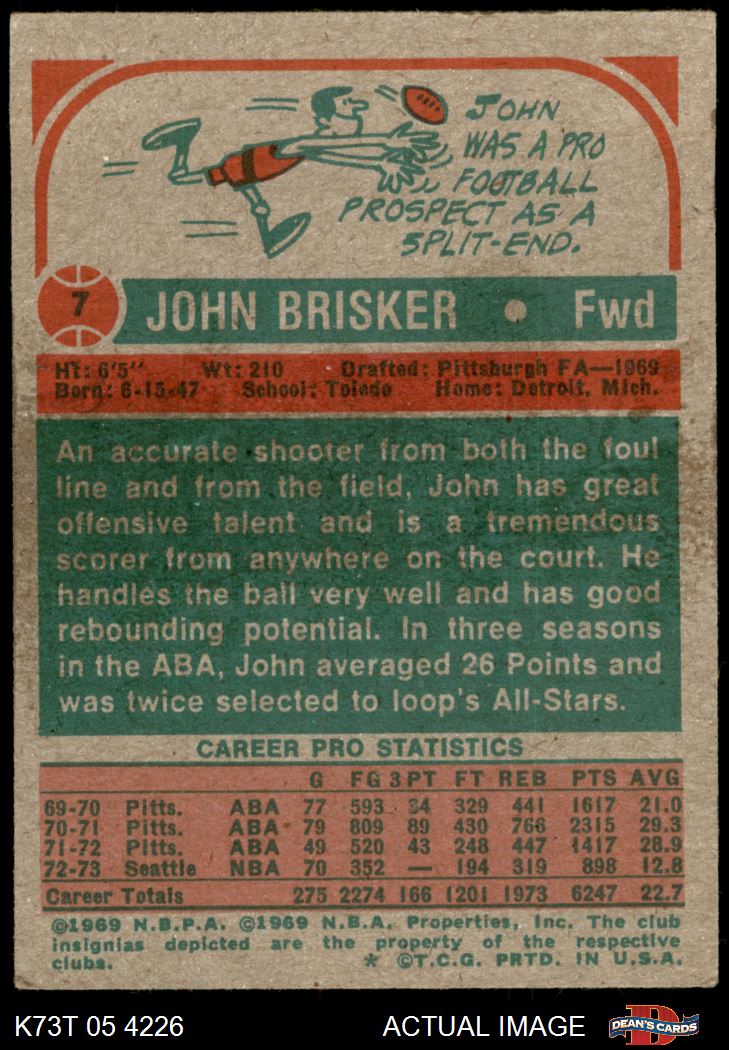 JOHN
WAS A PRO
FOOTBALL
PROSPECT AS A
SPLIT-END.
7 JOHN BRISKER • Fwd
Ht: 6'5" Wt: 210 Drafted: Pittsburgh FA—1969
Born: 6-15-47 School: Toledo Home: Detroit, Mich.
An accurate shooter from both the foul
line and from the field, John has great
offensive talent and is a tremendous
scorer from anywhere on the court. He
handles the ball very well and has good
rebounding potential. In three seasons
in the ABA, John averaged 26 Points and
was twice selected to loop's All-Stars.
CAREER PRO STATISTICS
G FG 3PT FT REB PTS AVG
69-70 Pitts. ABA 77 593 34 329 441 1617 21.0
70-71 Pitts. ABA 79 809 89 430 766 2315 29.3
71-72 Pitts. ABA 49 520 43 248 447 1417 28.9
72-73 Seattle NBA 70 352 — 194 319 898 12.8
Career Totals 275 2274 166 1201 1973 6247 22.7
©1969 N.B.P.A. ©1969 N.B.A. Properties, Inc. The club
insignias depicted are the property of the respective
clubs. * ©T.C.G. PRTD. IN U.S.A.
K73T 05 4226 ACTUAL IMAGE DEAN'S CARDS